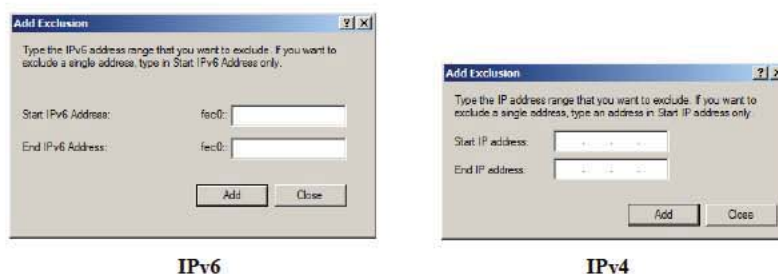 Add Exclusion
Type the IPv6 address range that you want to exclude. If you want to
exclude a single address, type in Start IPv6 Address only.
Start IPv6 Address: fec0::
End IPv6 Address: fec0::
Add Close
IPv6
Add Exclusion
Type the IP address range that you want to exclude. If you want to
exclude a single address, type an address in Start IP address only.
Start IP address:
End IP address:
Add Close
IPv4